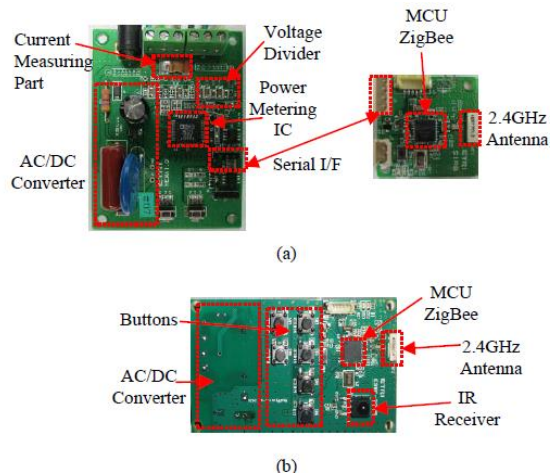 Current
Measuring
Part
Voltage
Divider
Power
Metering
IC
AC/DC
Converter
Serial I/F
MCU
ZigBee
2.4GHz
Antenna
(a)
Buttons
AC/DC
Converter
MCU
ZigBee
2.4GHz
Antenna
IR
Receiver
(b)